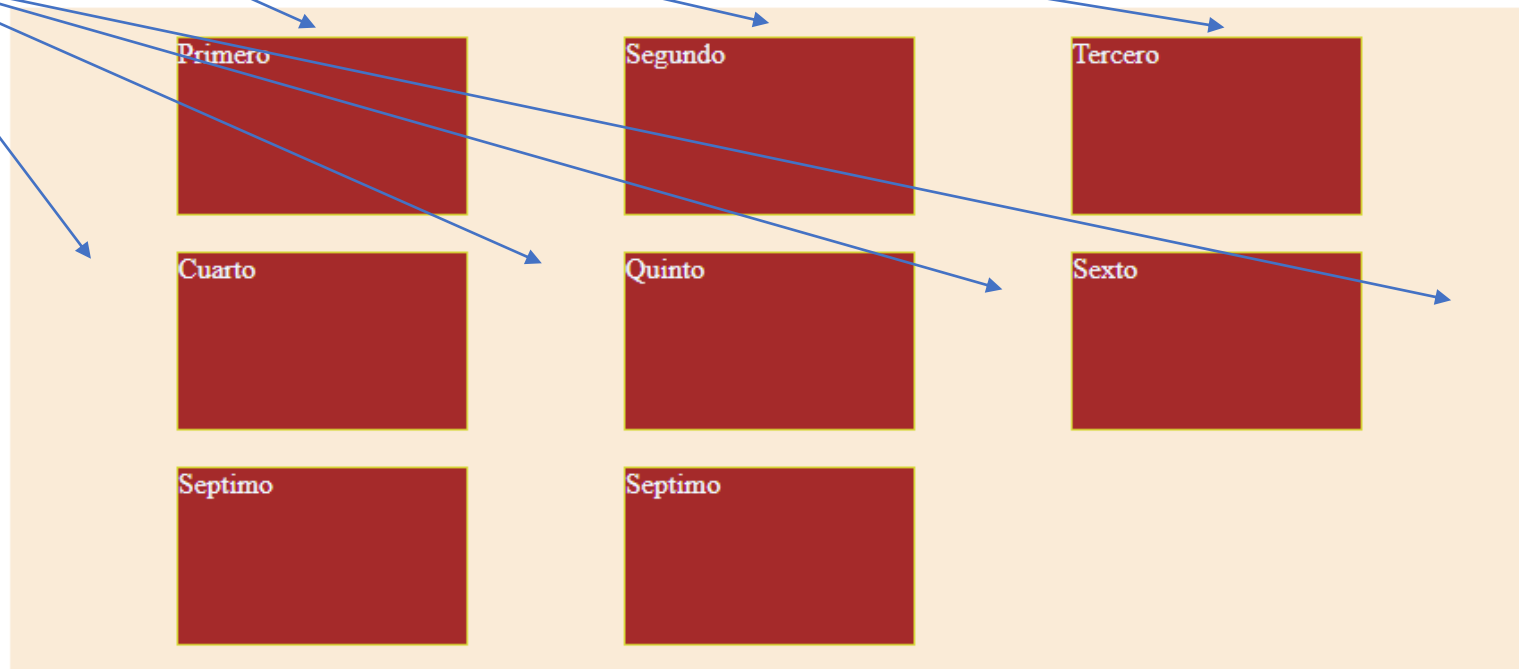 Primero
Segundo
Tercero
Cuarto
Quinto
Sexto
Septimo
Septimo